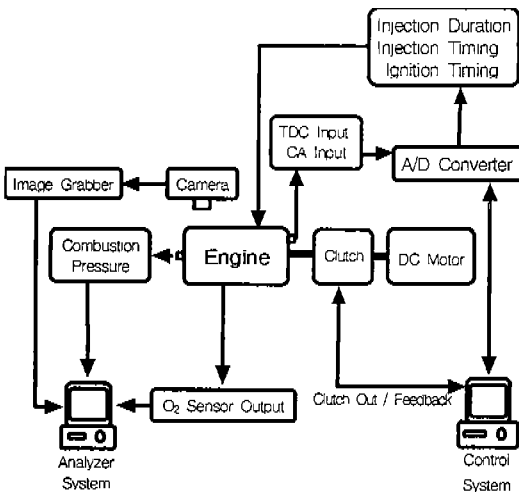 Injection Duration
Injection Timing
Ignition Timing
TDC Input
CA Input
A/D Converter
Image Grabber
Camera
Combustion
Pressure
Engine
Clutch
DC Motor
O₂ Sensor Output
Clutch Out / Feedback
Analyzer
System
Control
System